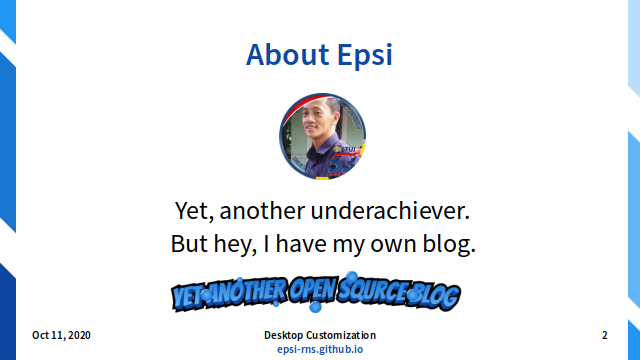 About Epsi
Yet, another underachiever.
But hey, I have my own blog.
YET ANOTHER OPEN SOURCE BLOG
Oct 11, 2020
Desktop Customization
2
epsi-rns.github.io